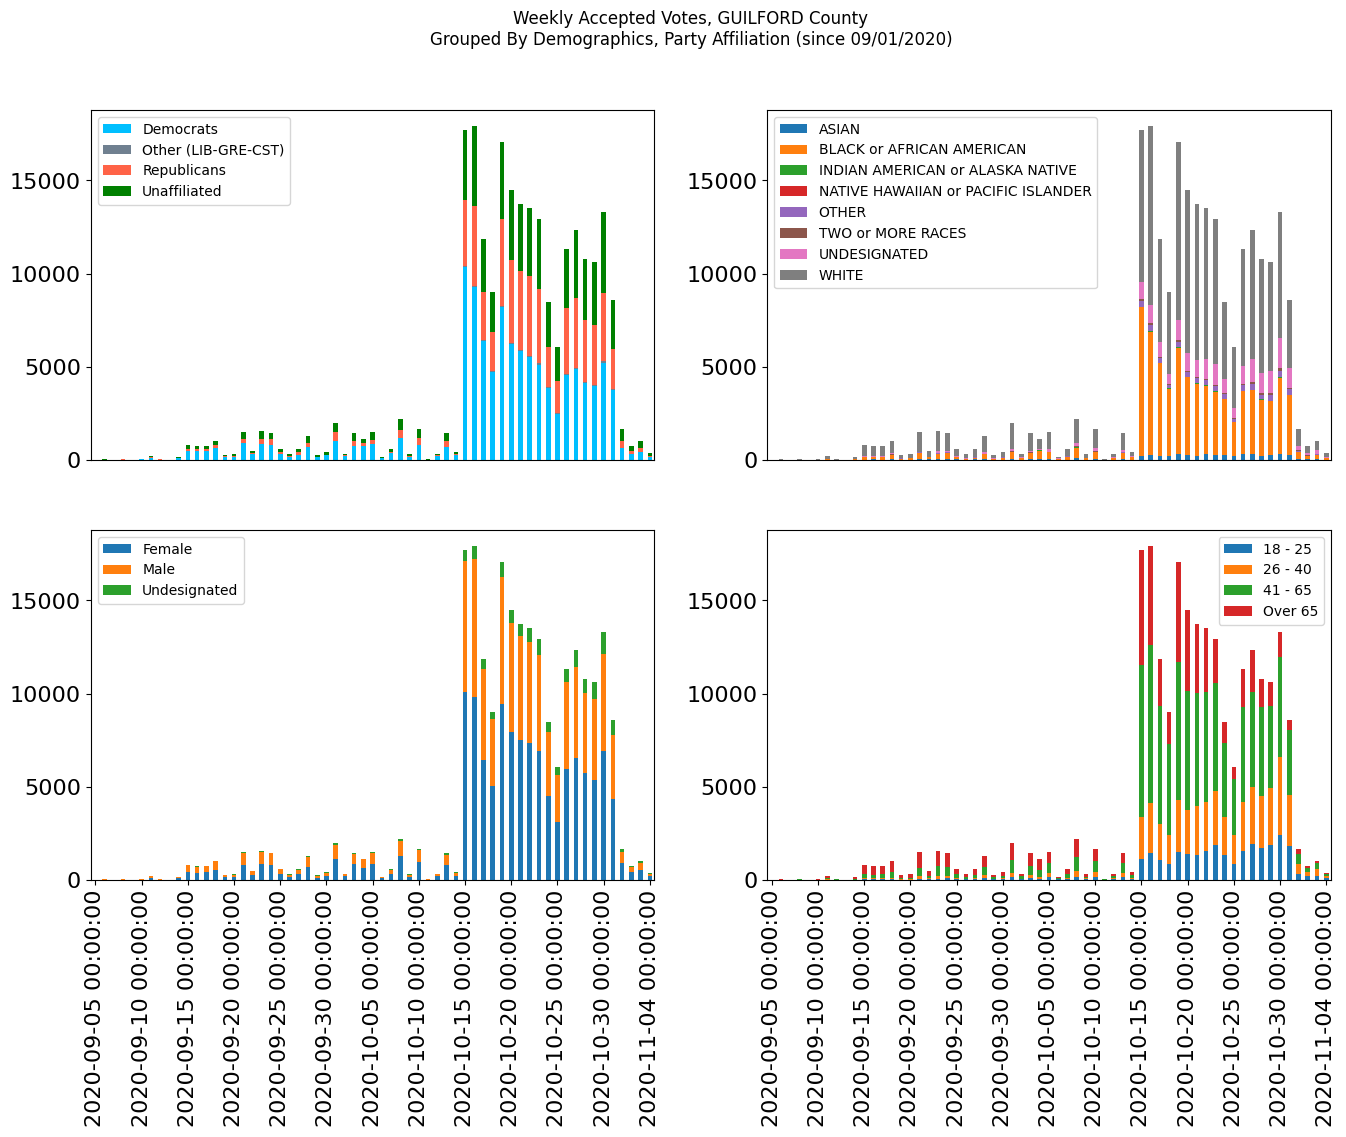 Weekly Accepted Votes, GUILFORD County
Grouped By Demographics, Party Affiliation (since 09/01/2020)
Democrats
Other (LIB-GRE-CST)
Republicans
Unaffiliated
15000
10000
5000
0
ASIAN
BLACK or AFRICAN AMERICAN
INDIAN AMERICAN or ALASKA NATIVE
NATIVE HAWAIIAN or PACIFIC ISLANDER
OTHER
TWO or MORE RACES
UNDESIGNATED
WHITE
15000
10000
5000
0
Female
Male
Undesignated
15000
10000
5000
0
2020-09-05 00:00:00
2020-09-10 00:00:00
2020-09-15 00:00:00
2020-09-20 00:00:00
2020-09-25 00:00:00
2020-09-30 00:00:00
2020-10-05 00:00:00
2020-10-10 00:00:00
2020-10-15 00:00:00
2020-10-20 00:00:00
2020-10-25 00:00:00
2020-10-30 00:00:00
2020-11-04 00:00:00
18 - 25
26 - 40
41 - 65
Over 65
15000
10000
5000
0
2020-09-05 00:00:00
2020-09-10 00:00:00
2020-09-15 00:00:00
2020-09-20 00:00:00
2020-09-25 00:00:00
2020-09-30 00:00:00
2020-10-05 00:00:00
2020-10-10 00:00:00
2020-10-15 00:00:00
2020-10-20 00:00:00
2020-10-25 00:00:00
2020-10-30 00:00:00
2020-11-04 00:00:00